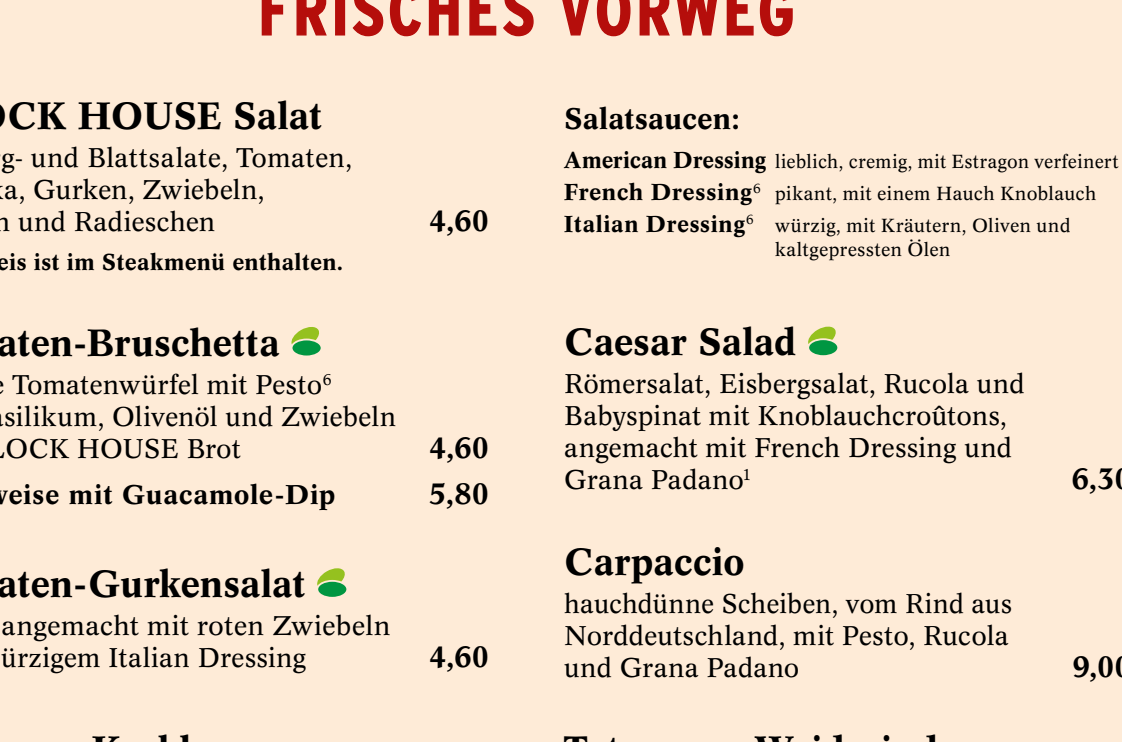 FRISCHES VORWEG
OCK HOUSE Salat
rg- und Blattsalate, Tomaten,
ka, Gurken, Zwiebeln,
n und Radieschen 4,60
eis ist im Steakmenü enthalten.
aten-Bruschetta
e Tomatenwürfel mit Pesto⁶
asilikum, Olivenöl und Zwiebeln
LOCK HOUSE Brot 4,60
weise mit Guacamole-Dip 5,80
aten-Gurkensalat
angemacht mit roten Zwiebeln
ürzigem Italian Dressing 4,60
Salatsaucen:
American Dressing lieblich, cremig, mit Estragon verfeinert
French Dressing⁶ pikant, mit einem Hauch Knoblauch
Italian Dressing⁶ würzig, mit Kräutern, Oliven und
kaltgepressten Ölen
Caesar Salad
Römersalat, Eisbergsalat, Rucola und
Babyspinat mit Knoblauchcroûtons,
angemacht mit French Dressing und
Grana Padano¹ 6,30
Carpaccio
hauchdünne Scheiben, vom Rind aus
Norddeutschland, mit Pesto, Rucola
und Grana Padano 9,00